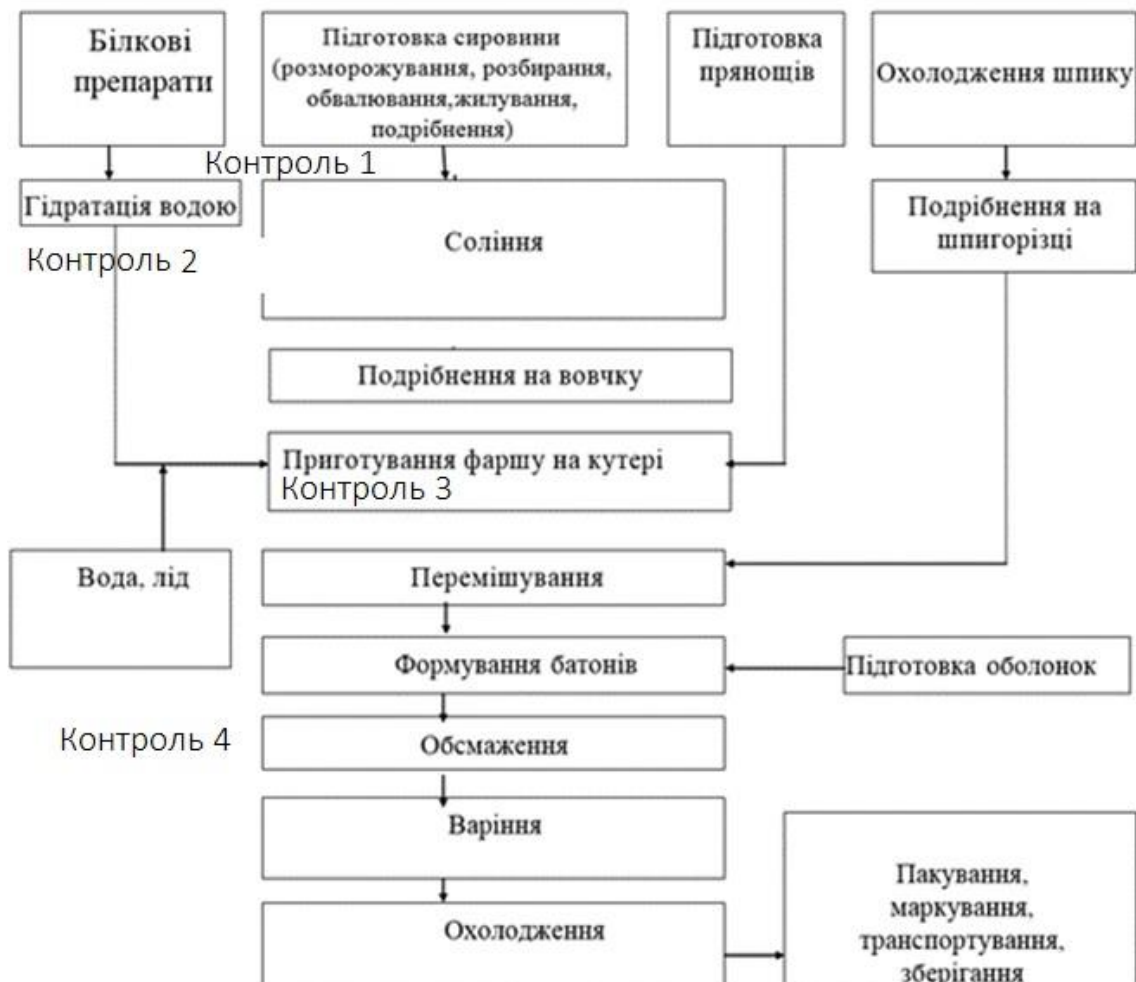 Білкові
препарати
Підготовка сировини
(розморожування, розбирання,
обвалювання,жилування,
подрібнення)
Підготовка
прянощів
Охолодження шпику
Контроль 1
Гідратація водою
Соління
Подрібнення на
шпигорізці
Контроль 2
Подрібнення на вовчку
Приготування фаршу на кутері
Контроль 3
Вода, лід
Перемішування
Формування батонів
Підготовка оболонок
Контроль 4
Обсмаження
Варіння
Охолодження
Пакування,
маркування,
транспортування,
зберігання